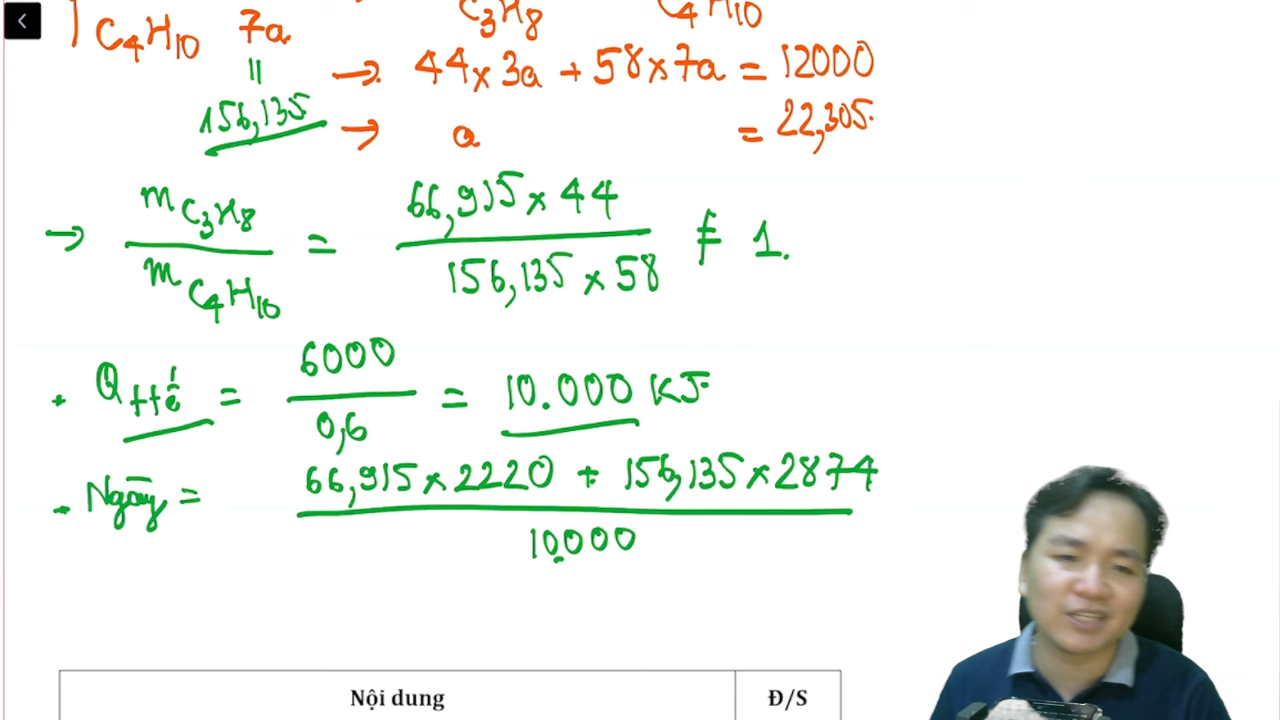 C₃H₈ C₄H₁₀
C₄H₁₀ 7a
→ 44 x 3a + 58 x 7a = 12000
= 156,135
→ a = 22,305.
→ m C₃H₈ / m C₄H₁₀ = 66,915 x 44 / 156,135 x 58 ≠ 1.
• Q ttế = 6000 / 0,6 = 10.000 KJ.
• Ngày = 66,915 x 2220 + 156,135 x 2874 / 10.000
Nội dung Đ/S